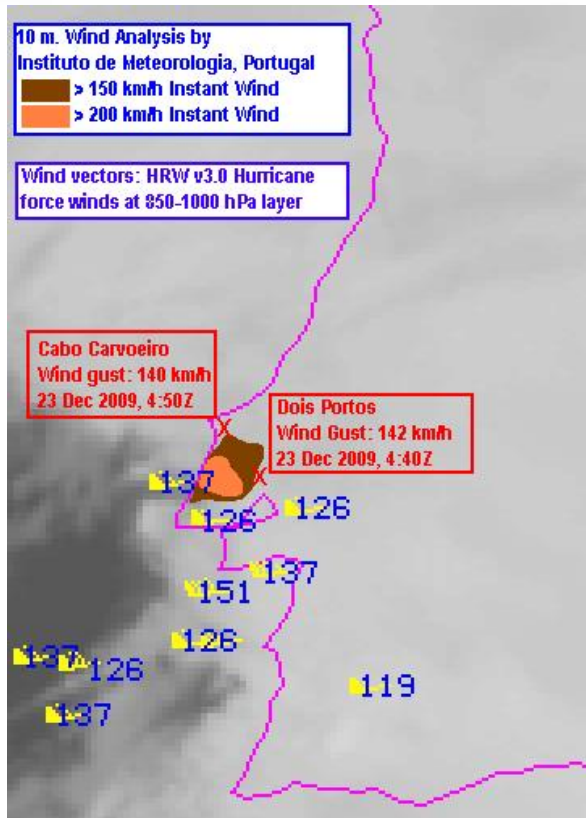 10 m. Wind Analysis by
Instituto de Meteorologia, Portugal
> 150 km/h Instant Wind
> 200 km/h Instant Wind
Wind vectors: HRW v3.0 Hurricane
force winds at 850-1000 hPa layer
Cabo Carvoeiro
Wind gust: 140 km/h
23 Dec 2009, 4:50Z
Dois Portos
Wind Gust: 142 km/h
23 Dec 2009, 4:40Z
X
X
137
126
126
137
151
126
137
126
119
137